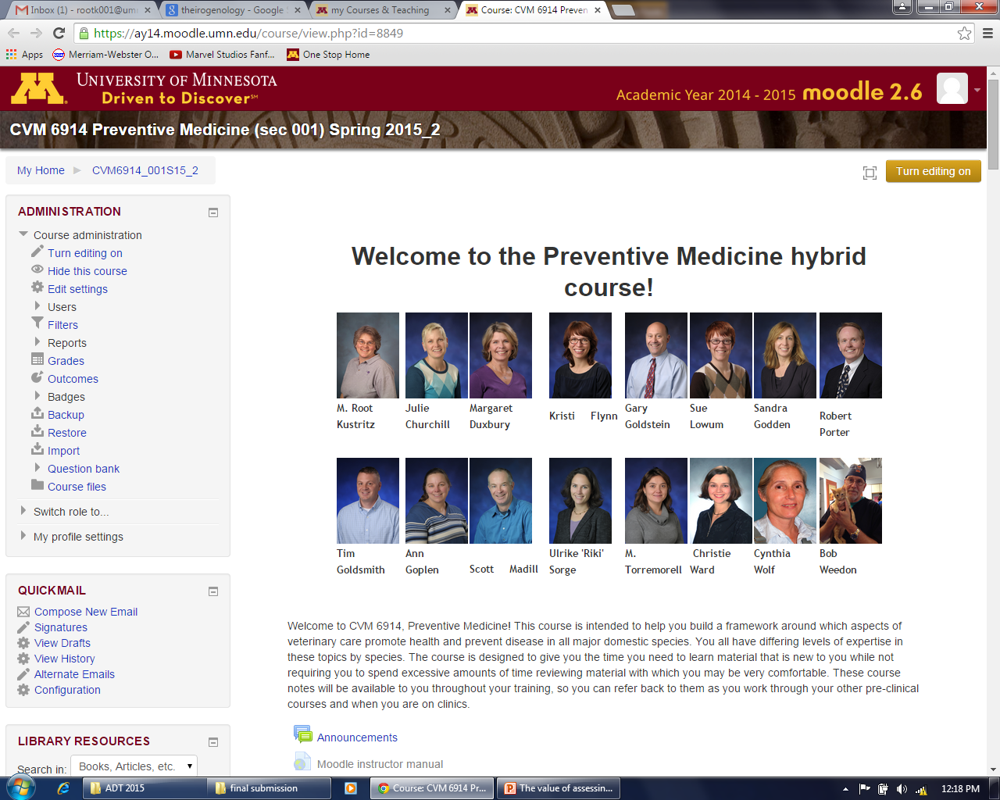 Inbox (1) - rootk001@um
theirogenology - Google
my Courses & Teaching
Course: CVM 6914 Preven
https://ay14.moodle.umn.edu/course/view.php?id=8849
Apps
Merriam-Webster O...
Marvel Studios Fanf...
One Stop Home
UNIVERSITY OF MINNESOTA
Driven to Discover℠
Academic Year 2014 - 2015 moodle 2.6
CVM 6914 Preventive Medicine (sec 001) Spring 2015_2
My Home ► CVM6914_001S15_2
Turn editing on
ADMINISTRATION
Course administration
Turn editing on
Hide this course
Edit settings
Users
Filters
Reports
Grades
Outcomes
Badges
Backup
Restore
Import
Question bank
Course files
Switch role to...
My profile settings
QUICKMAIL
Compose New Email
Signatures
View Drafts
View History
Alternate Emails
Configuration
LIBRARY RESOURCES
Search in: Books, Articles, etc.
Welcome to the Preventive Medicine hybrid
course!
M. Root
Kustritz
Julie
Churchill
Margaret
Duxbury
Kristi Flynn
Gary
Goldstein
Sue
Lowum
Sandra
Godden
Robert
Porter
Tim
Goldsmith
Ann
Goplen
Scott Madill
Ulrike 'Riki'
Sorge
M.
Torremorell
Christie
Ward
Cynthia
Wolf
Bob
Weedon
Welcome to CVM 6914, Preventive Medicine! This course is intended to help you build a framework around which aspects of
veterinary care promote health and prevent disease in all major domestic species. You all have differing levels of expertise in
these topics by species. The course is designed to give you the time you need to learn material that is new to you while not
requiring you to spend excessive amounts of time reviewing material with which you may be very comfortable. These course
notes will be available to you throughout your training, so you can refer back to them as you work through your other pre-clinical
courses and when you are on clinics.
Announcements
Moodle instructor manual
ADT 2015
final submission
Course: CVM 6914 Pr...
The value of assessin...
12:18 PM